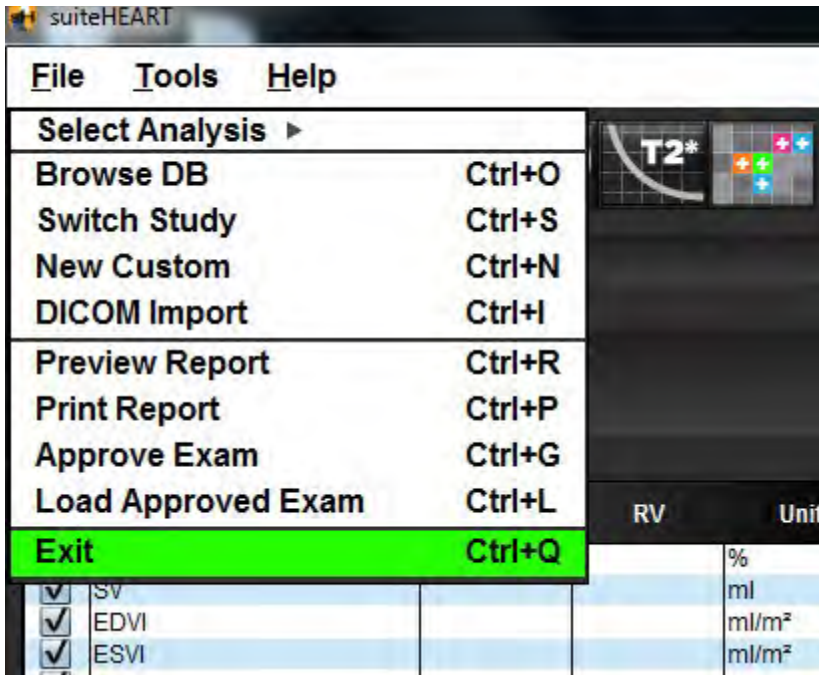 suiteHEART
File Tools Help
Select Analysis
Browse DB Ctrl+O
Switch Study Ctrl+S
New Custom Ctrl+N
DICOM Import Ctrl+I
Preview Report Ctrl+R
Print Report Ctrl+P
Approve Exam Ctrl+G
Load Approved Exam Ctrl+L
Exit Ctrl+Q
T2*
RV Unit
%
SV ml
EDVI ml/m²
ESVI ml/m²